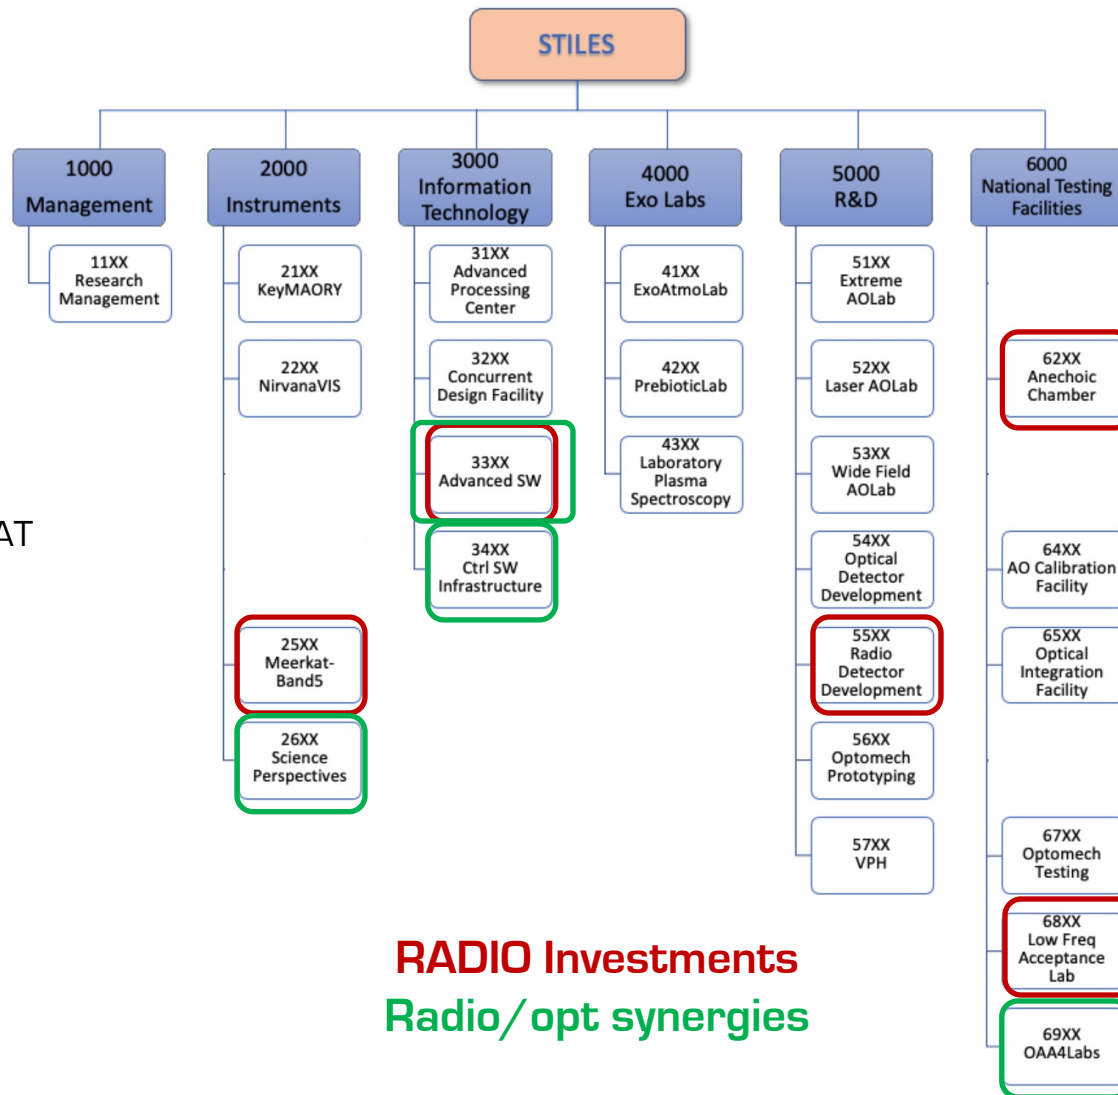 STILES
1000
Management
2000
Instruments
3000
Information
Technology
4000
Exo Labs
5000
R&D
6000
National Testing
Facilities
11XX
Research
Management
21XX
KeyMAORY
22XX
NirvanaVIS
25XX
Meerkat-
Band5
26XX
Science
Perspectives
31XX
Advanced
Processing
Center
32XX
Concurrent
Design Facility
33XX
Advanced SW
34XX
Ctrl SW
Infrastructure
41XX
ExoAtmoLab
42XX
PrebioticLab
43XX
Laboratory
Plasma
Spectroscopy
51XX
Extreme
AOLab
52XX
Laser AOLab
53XX
Wide Field
AOLab
54XX
Optical
Detector
Development
55XX
Radio
Detector
Development
56XX
Optomech
Prototyping
57XX
VPH
62XX
Anechoic
Chamber
64XX
AO Calibration
Facility
65XX
Optical
Integration
Facility
67XX
Optomech
Testing
68XX
Low Freq
Acceptance
Lab
69XX
OAA4Labs
AT
RADIO Investments
Radio/opt synergies